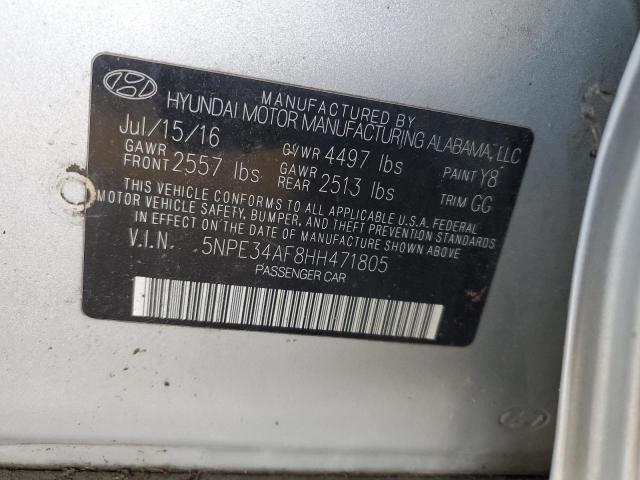 MANUFACTURED BY
HYUNDAI MOTOR MANUFACTURING ALABAMA, LLC
Jul/15/16 GVWR 4497 lbs PAINT Y8
GAWR FRONT 2557 lbs GAWR REAR 2513 lbs TRIM GG
THIS VEHICLE CONFORMS TO ALL APPLICABLE U.S.A. FEDERAL
MOTOR VEHICLE SAFETY, BUMPER, AND THEFT PREVENTION STANDARDS
IN EFFECT ON THE DATE OF MANUFACTURE SHOWN ABOVE.
V.I.N. 5NPE34AF8HH471805
PASSENGER CAR